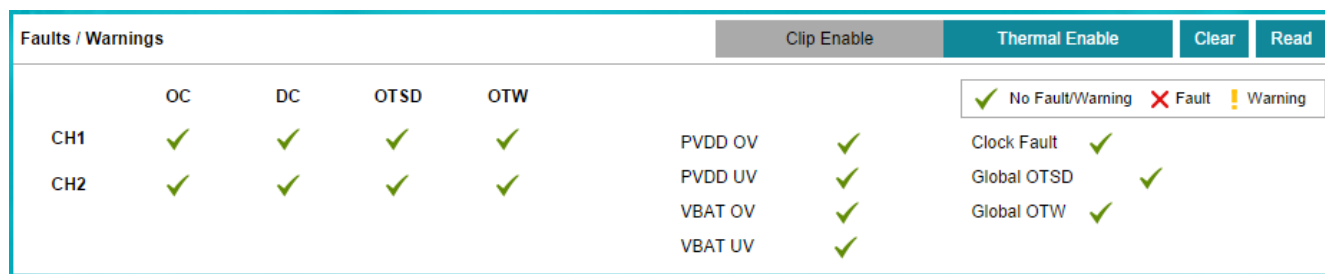 Faults / Warnings Clip Enable Thermal Enable Clear Read
OC DC OTSD OTW
No Fault/Warning Fault Warning
CH1
CH2
PVDD OV
PVDD UV
VBAT OV
VBAT UV
Clock Fault
Global OTSD
Global OTW